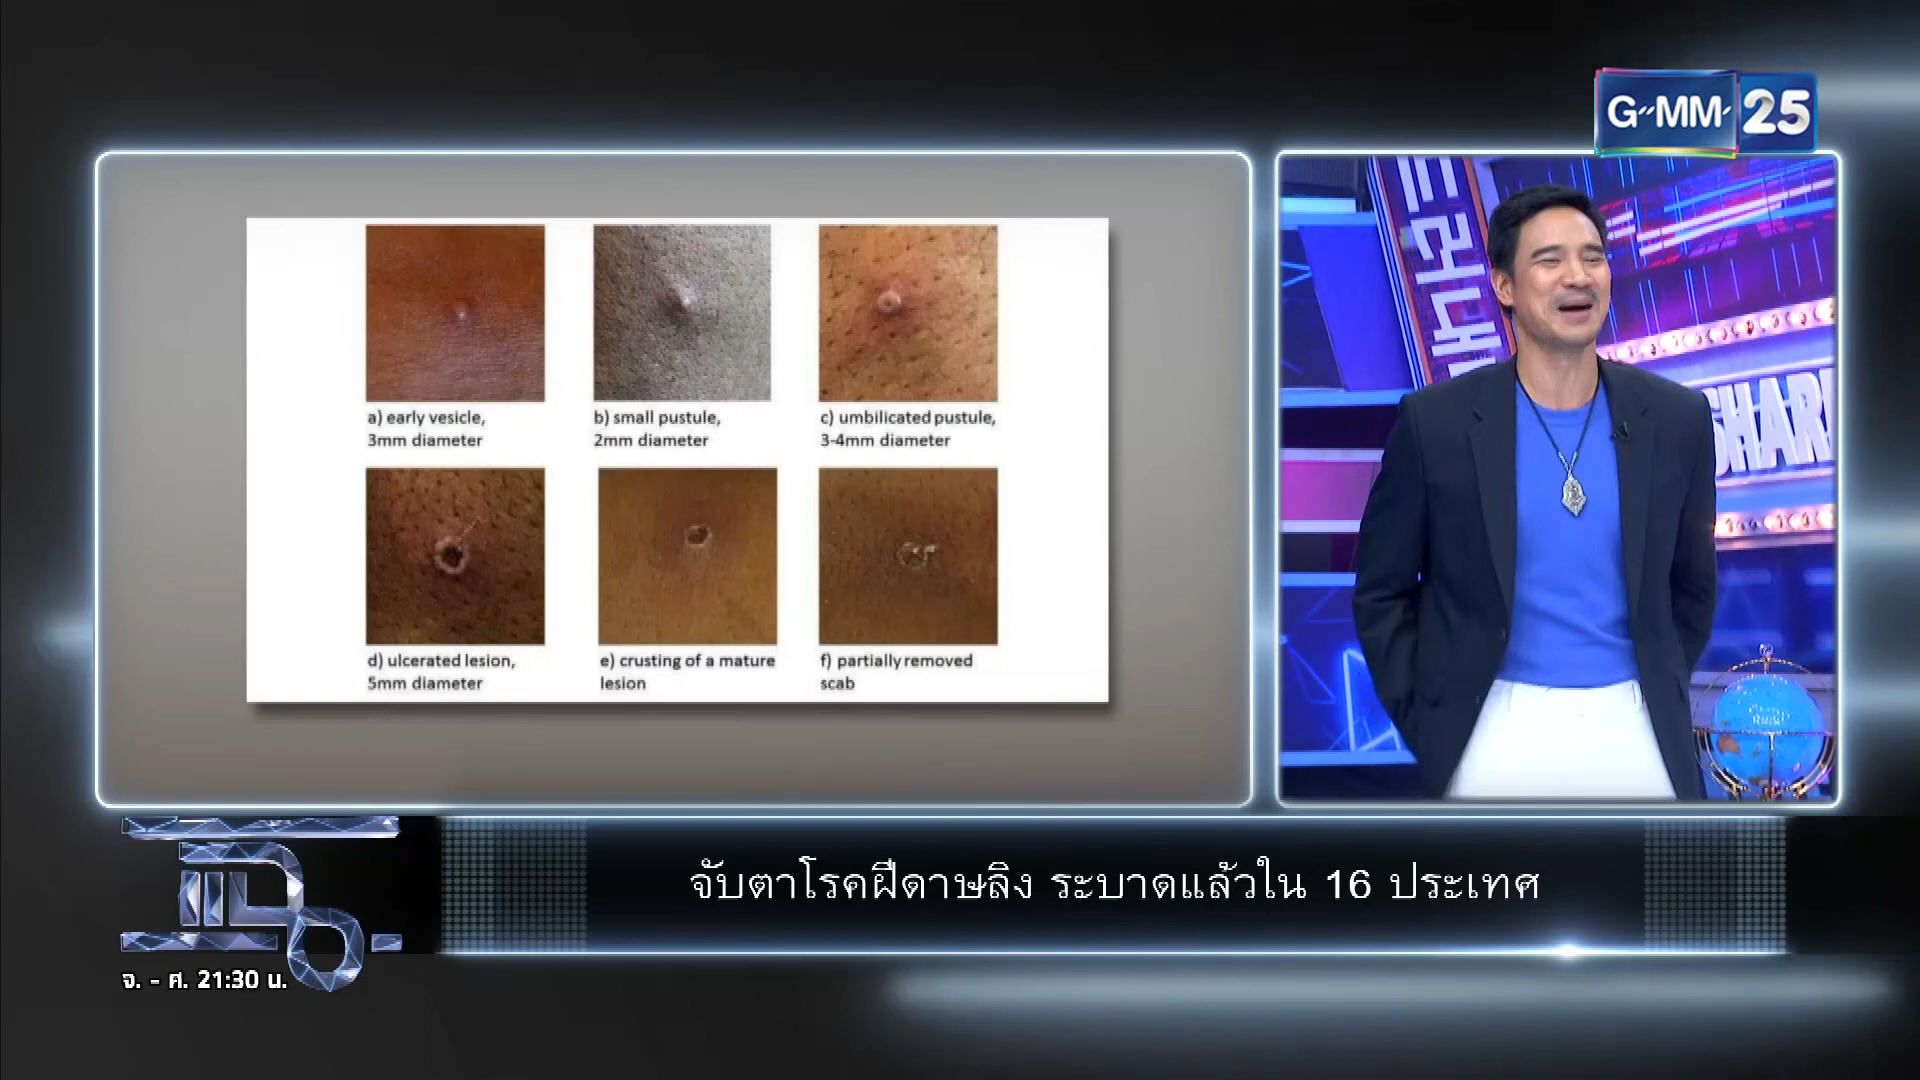 G-MM- 25
a) early vesicle,
3mm diameter
b) small pustule,
2mm diameter
c) umbilicated pustule,
3-4mm diameter
d) ulcerated lesion,
5mm diameter
e) crusting of a mature
lesion
f) partially removed
scab
SHAR
แฉ
จับตาโรคฝีดาษลิง ระบาดแล้วใน 16 ประเทศ
จ. - ศ. 21:30 น.